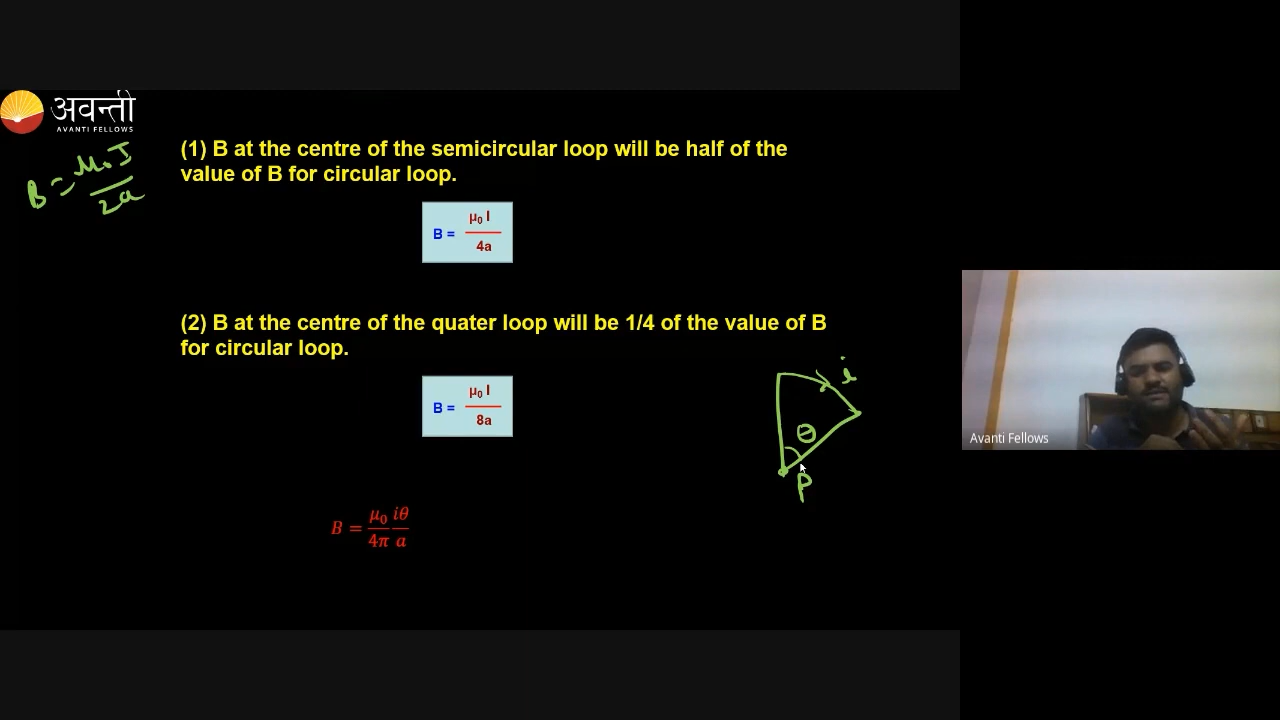 अवन्ती
AVANTI FELLOWS
B = μ₀I / 2a
(1) B at the centre of the semicircular loop will be half of the
value of B for circular loop.
B = μ₀ I / 4a
(2) B at the centre of the quater loop will be 1/4 of the value of B
for circular loop.
B = μ₀ I / 8a
i
θ
P
B = μ₀/4π iθ/a
Avanti Fellows